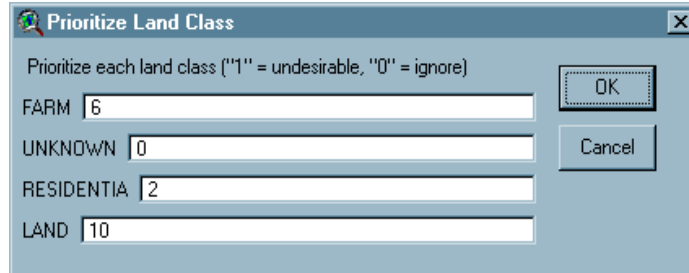 Prioritize Land Class
Prioritize each land class ("1" = undesirable, "0" = ignore)
OK
FARM 6
UNKNOWN 0
Cancel
RESIDENTIA 2
LAND 10